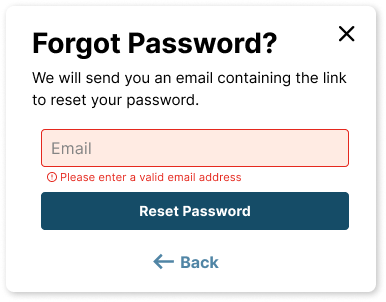 Forgot Password?
We will send you an email containing the link
to reset your password.
Email
Please enter a valid email address
Reset Password
Back